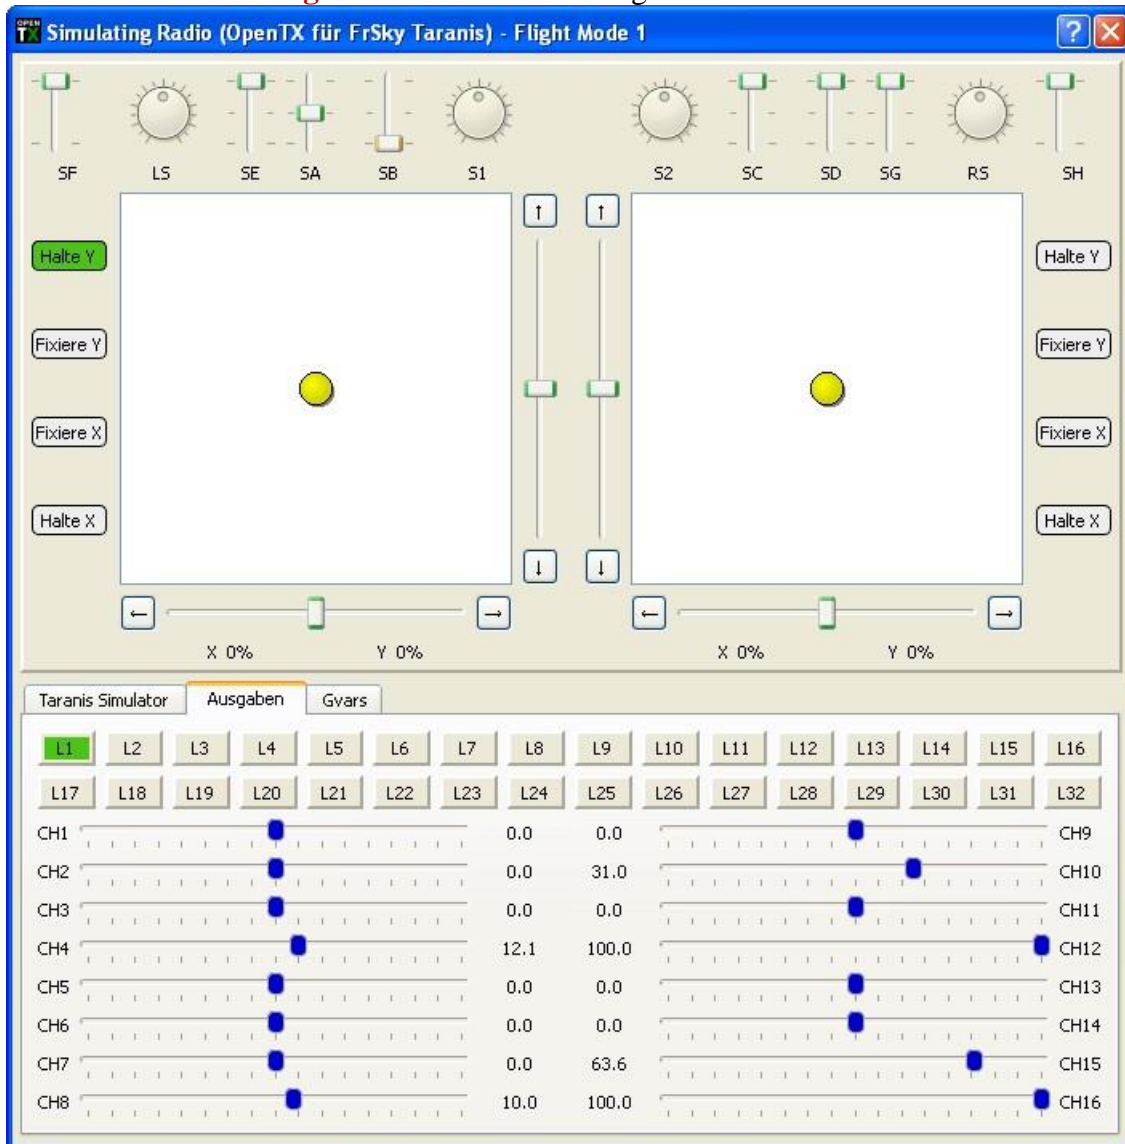 OPEN TX Simulating Radio (OpenTX für FrSky Taranis) - Flight Mode 1 ?
SF LS SE SA SB S1 S2 SC SD SG RS SH
↑ ↑
Halte Y Halte Y
Fixiere Y Fixiere Y
Fixiere X Fixiere X
Halte X Halte X
↓ ↓
← → ← →
X 0% Y 0% X 0% Y 0%
Taranis Simulator Ausgaben Gvars
L1 L2 L3 L4 L5 L6 L7 L8 L9 L10 L11 L12 L13 L14 L15 L16
L17 L18 L19 L20 L21 L22 L23 L24 L25 L26 L27 L28 L29 L30 L31 L32
CH1 0.0 0.0 CH9
CH2 0.0 31.0 CH10
CH3 0.0 0.0 CH11
CH4 12.1 100.0 CH12
CH5 0.0 0.0 CH13
CH6 0.0 0.0 CH14
CH7 0.0 63.6 CH15
CH8 10.0 100.0 CH16